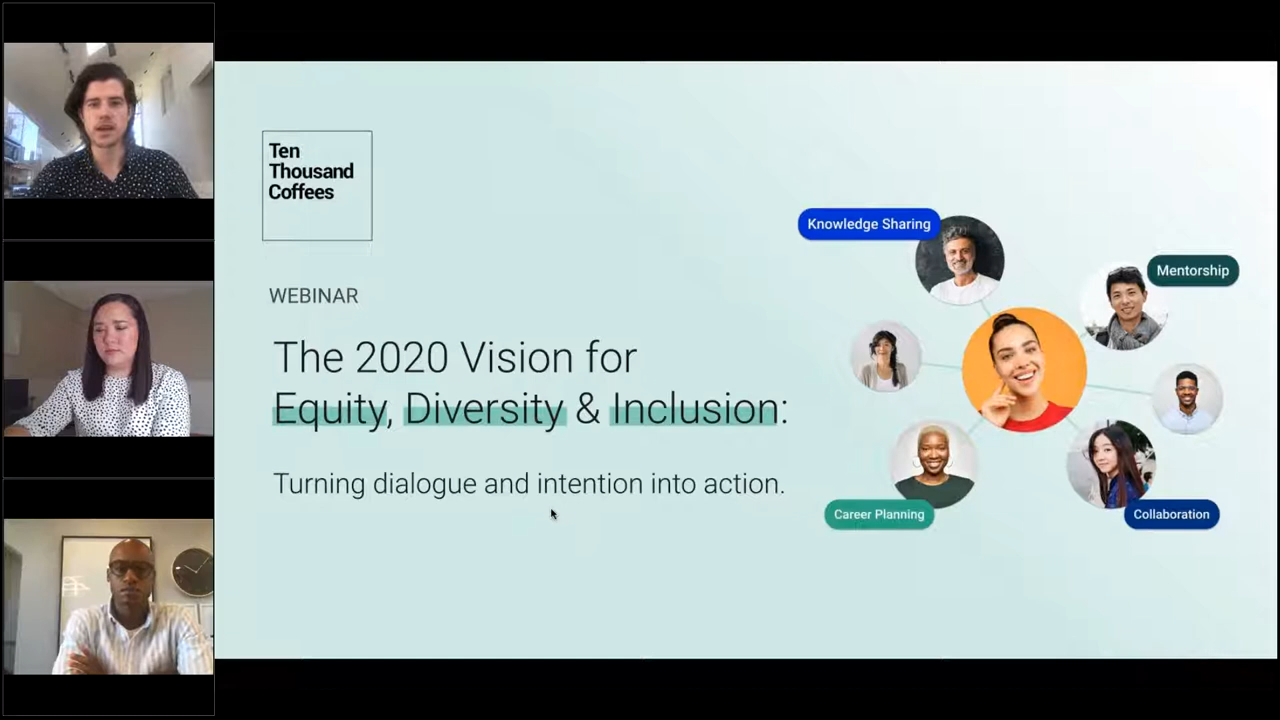 Ten
Thousand
Coffees
WEBINAR
The 2020 Vision for
Equity, Diversity & Inclusion:
Turning dialogue and intention into action.
Knowledge Sharing
Mentorship
Career Planning
Collaboration